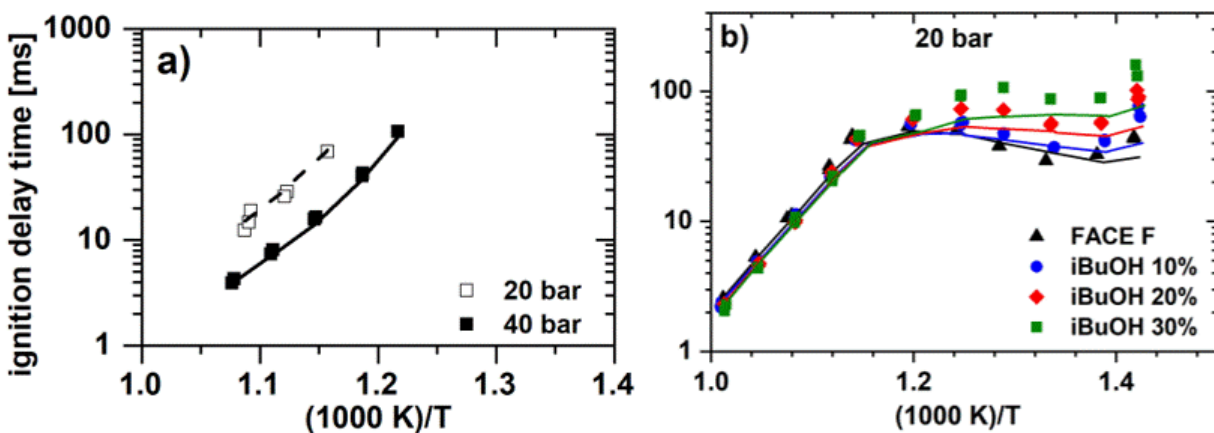 ignition delay time [ms]
1000
100
10
1
a)
20 bar
40 bar
1.0
1.1
1.2
1.3
1.4
(1000 K)/T
b)
20 bar
100
10
1
FACE F
iBuOH 10%
iBuOH 20%
iBuOH 30%
1.0
1.2
1.4
(1000 K)/T